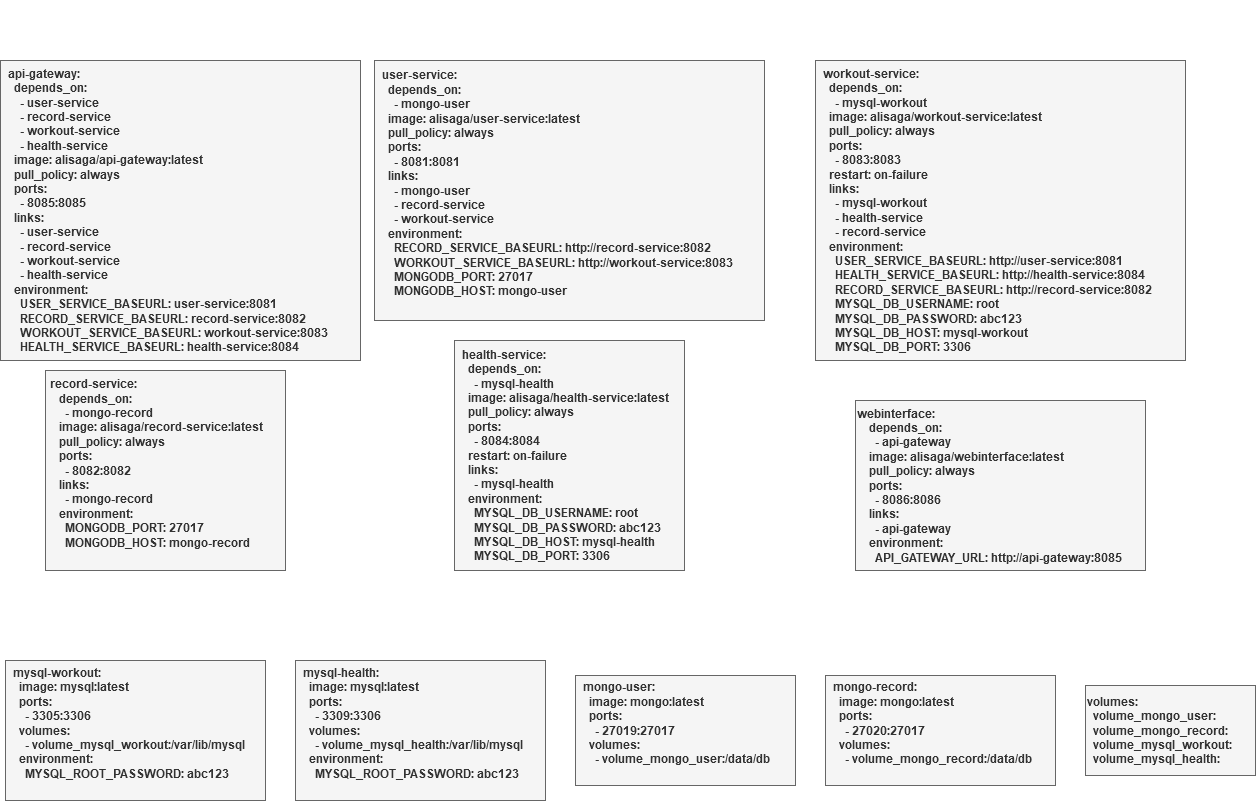 api-gateway:
depends_on:
- user-service
- record-service
- workout-service
- health-service
image: alisaga/api-gateway:latest
pull_policy: always
ports:
- 8085:8085
links:
- user-service
- record-service
- workout-service
- health-service
environment:
USER_SERVICE_BASEURL: user-service:8081
RECORD_SERVICE_BASEURL: record-service:8082
WORKOUT_SERVICE_BASEURL: workout-service:8083
HEALTH_SERVICE_BASEURL: health-service:8084
user-service:
depends_on:
- mongo-user
image: alisaga/user-service:latest
pull_policy: always
ports:
- 8081:8081
links:
- mongo-user
- record-service
- workout-service
environment:
RECORD_SERVICE_BASEURL: http://record-service:8082
WORKOUT_SERVICE_BASEURL: http://workout-service:8083
MONGODB_PORT: 27017
MONGODB_HOST: mongo-user
workout-service:
depends_on:
- mysql-workout
image: alisaga/workout-service:latest
pull_policy: always
ports:
- 8083:8083
restart: on-failure
links:
- mysql-workout
- health-service
- record-service
environment:
USER_SERVICE_BASEURL: http://user-service:8081
HEALTH_SERVICE_BASEURL: http://health-service:8084
RECORD_SERVICE_BASEURL: http://record-service:8082
MYSQL_DB_USERNAME: root
MYSQL_DB_PASSWORD: abc123
MYSQL_DB_HOST: mysql-workout
MYSQL_DB_PORT: 3306
record-service:
depends_on:
- mongo-record
image: alisaga/record-service:latest
pull_policy: always
ports:
- 8082:8082
links:
- mongo-record
environment:
MONGODB_PORT: 27017
MONGODB_HOST: mongo-record
health-service:
depends_on:
- mysql-health
image: alisaga/health-service:latest
pull_policy: always
ports:
- 8084:8084
restart: on-failure
links:
- mysql-health
environment:
MYSQL_DB_USERNAME: root
MYSQL_DB_PASSWORD: abc123
MYSQL_DB_HOST: mysql-health
MYSQL_DB_PORT: 3306
webinterface:
depends_on:
- api-gateway
image: alisaga/webinterface:latest
pull_policy: always
ports:
- 8086:8086
links:
- api-gateway
environment:
API_GATEWAY_URL: http://api-gateway:8085
mysql-workout:
image: mysql:latest
ports:
- 3305:3306
volumes:
- volume_mysql_workout:/var/lib/mysql
environment:
MYSQL_ROOT_PASSWORD: abc123
mysql-health:
image: mysql:latest
ports:
- 3309:3306
volumes:
- volume_mysql_health:/var/lib/mysql
environment:
MYSQL_ROOT_PASSWORD: abc123
mongo-user:
image: mongo:latest
ports:
- 27019:27017
volumes:
- volume_mongo_user:/data/db
mongo-record:
image: mongo:latest
ports:
- 27020:27017
volumes:
- volume_mongo_record:/data/db
volumes:
volume_mongo_user:
volume_mongo_record:
volume_mysql_workout:
volume_mysql_health: